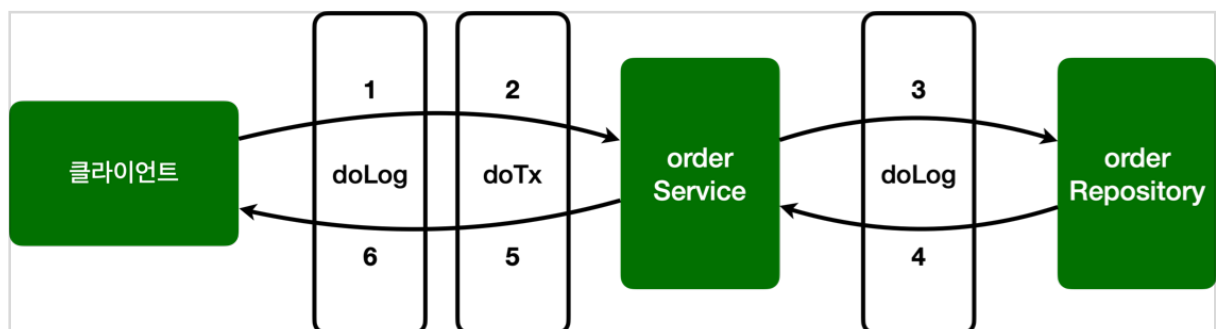 1
2
3
클라이언트
doLog
doTx
order
Service
doLog
order
Repository
6
5
4